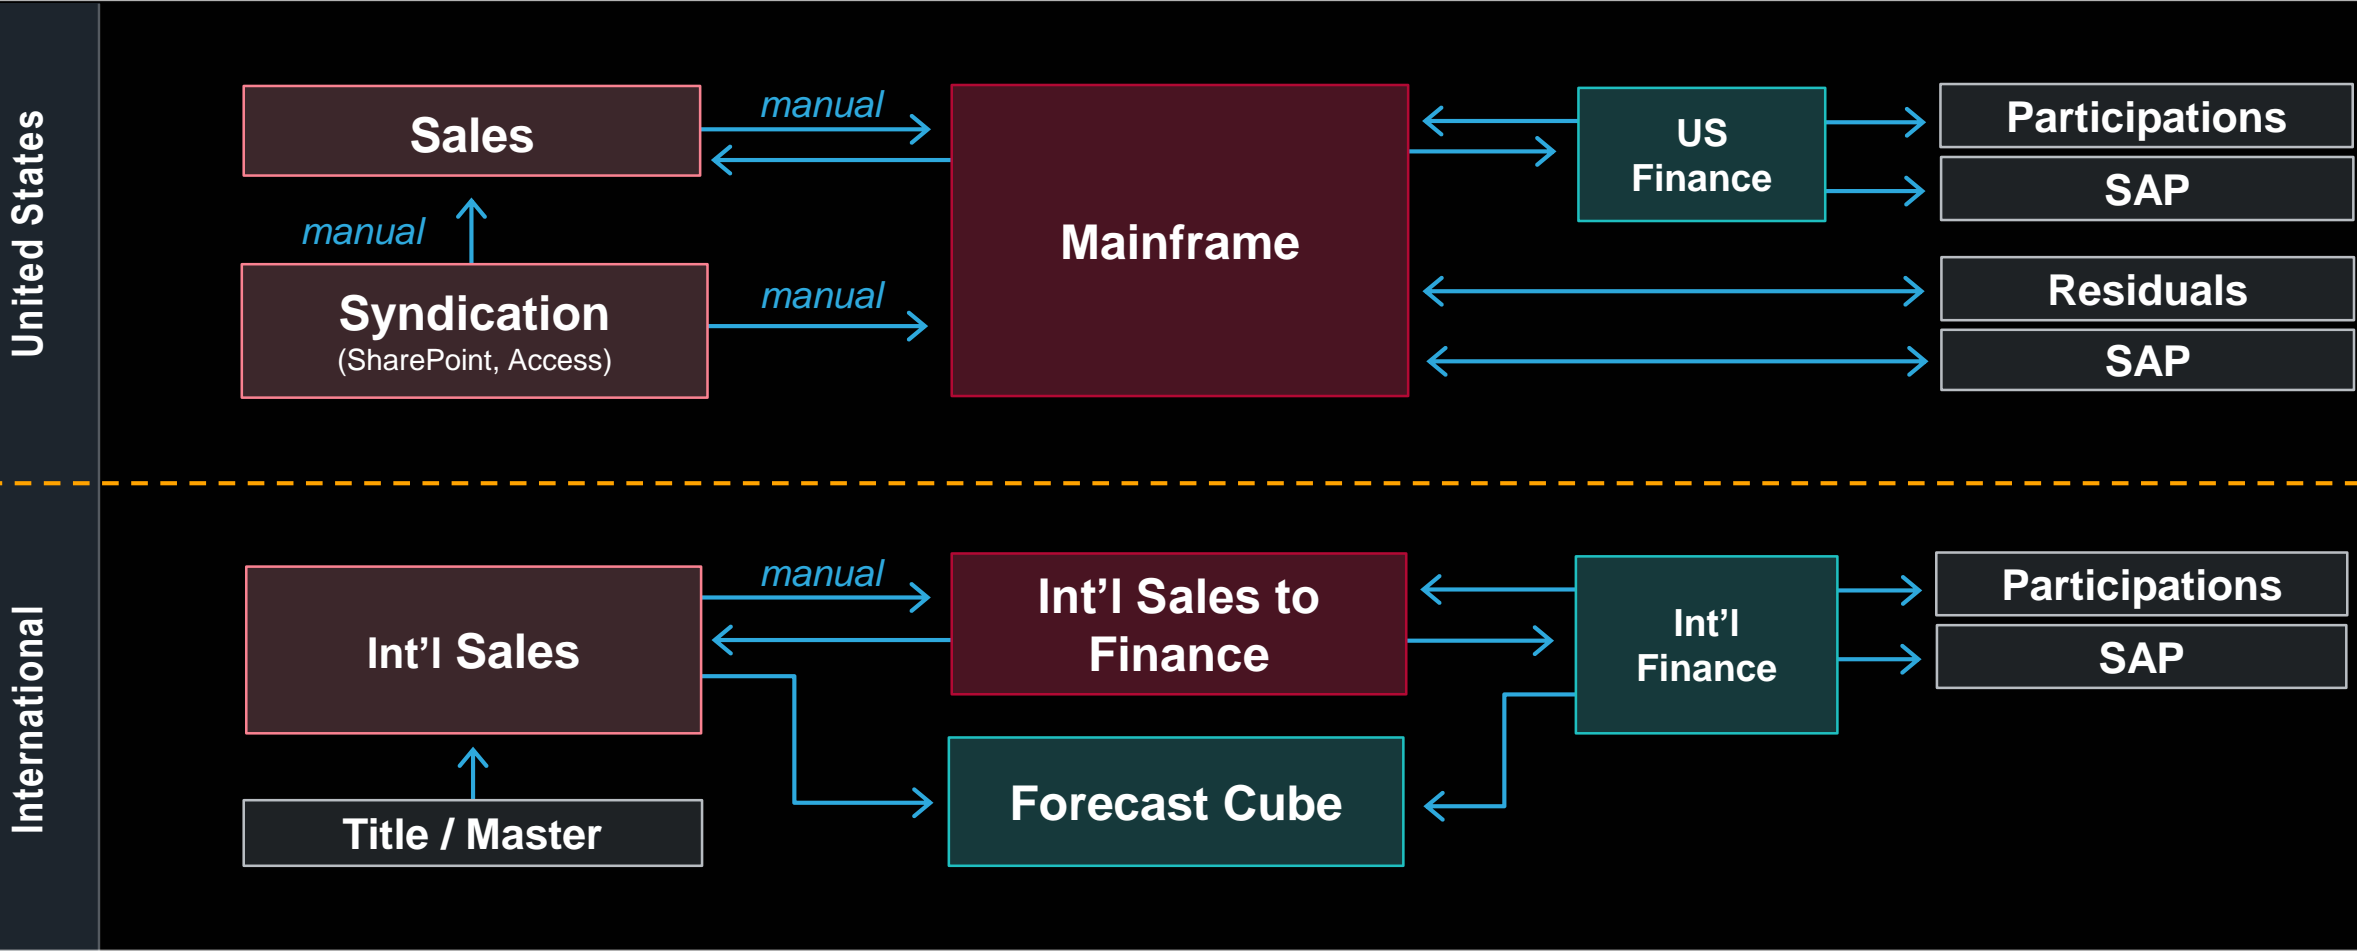 United States
Sales
manual
Mainframe
US
Finance
Participations
SAP
manual
Syndication
(SharePoint, Access)
manual
Residuals
SAP
International
Int’l Sales
manual
Int’l Sales to
Finance
Int’l
Finance
Participations
SAP
Title / Master
Forecast Cube